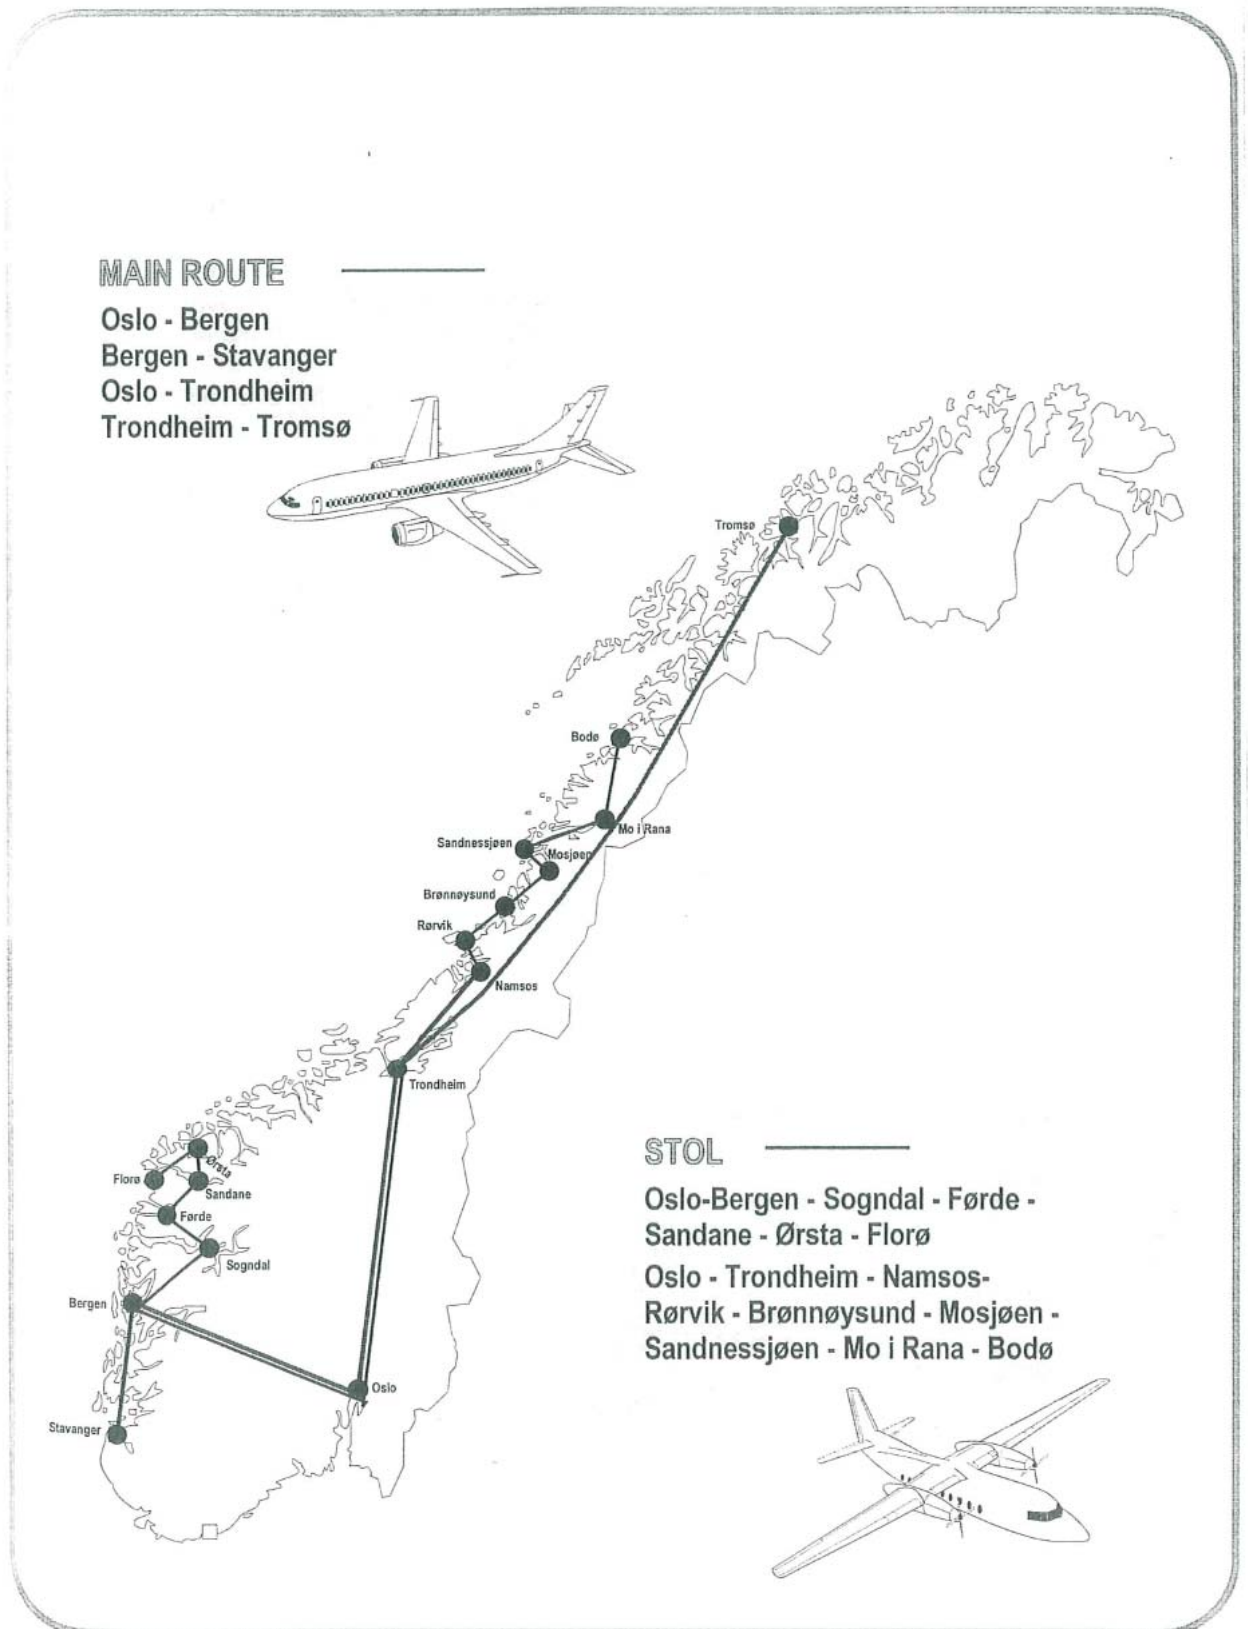 MAIN ROUTE
Oslo - Bergen
Bergen - Stavanger
Oslo - Trondheim
Trondheim - Tromsø
Tromsø
Bodø
Mo i Rana
Sandnessjøen
Mosjøen
Brønnøysund
Rørvik
Namsos
Trondheim
Ørsta
Florø
Sandane
Førde
Sogndal
Bergen
Oslo
Stavanger
STOL
Oslo-Bergen - Sogndal - Førde -
Sandane - Ørsta - Florø
Oslo - Trondheim - Namsos-
Rørvik - Brønnøysund - Mosjøen -
Sandnessjøen - Mo i Rana - Bodø